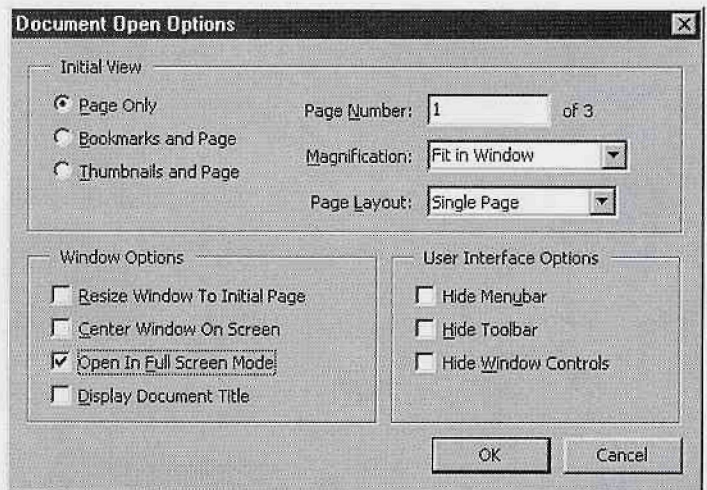 Document Open Options
Initial View
Page Only
Bookmarks and Page
Thumbnails and Page
Page Number: 1 of 3
Magnification: Fit in Window
Page Layout: Single Page
Window Options
Resize Window To Initial Page
Center Window On Screen
Open In Full Screen Mode
Display Document Title
User Interface Options
Hide Menubar
Hide Toolbar
Hide Window Controls
OK
Cancel